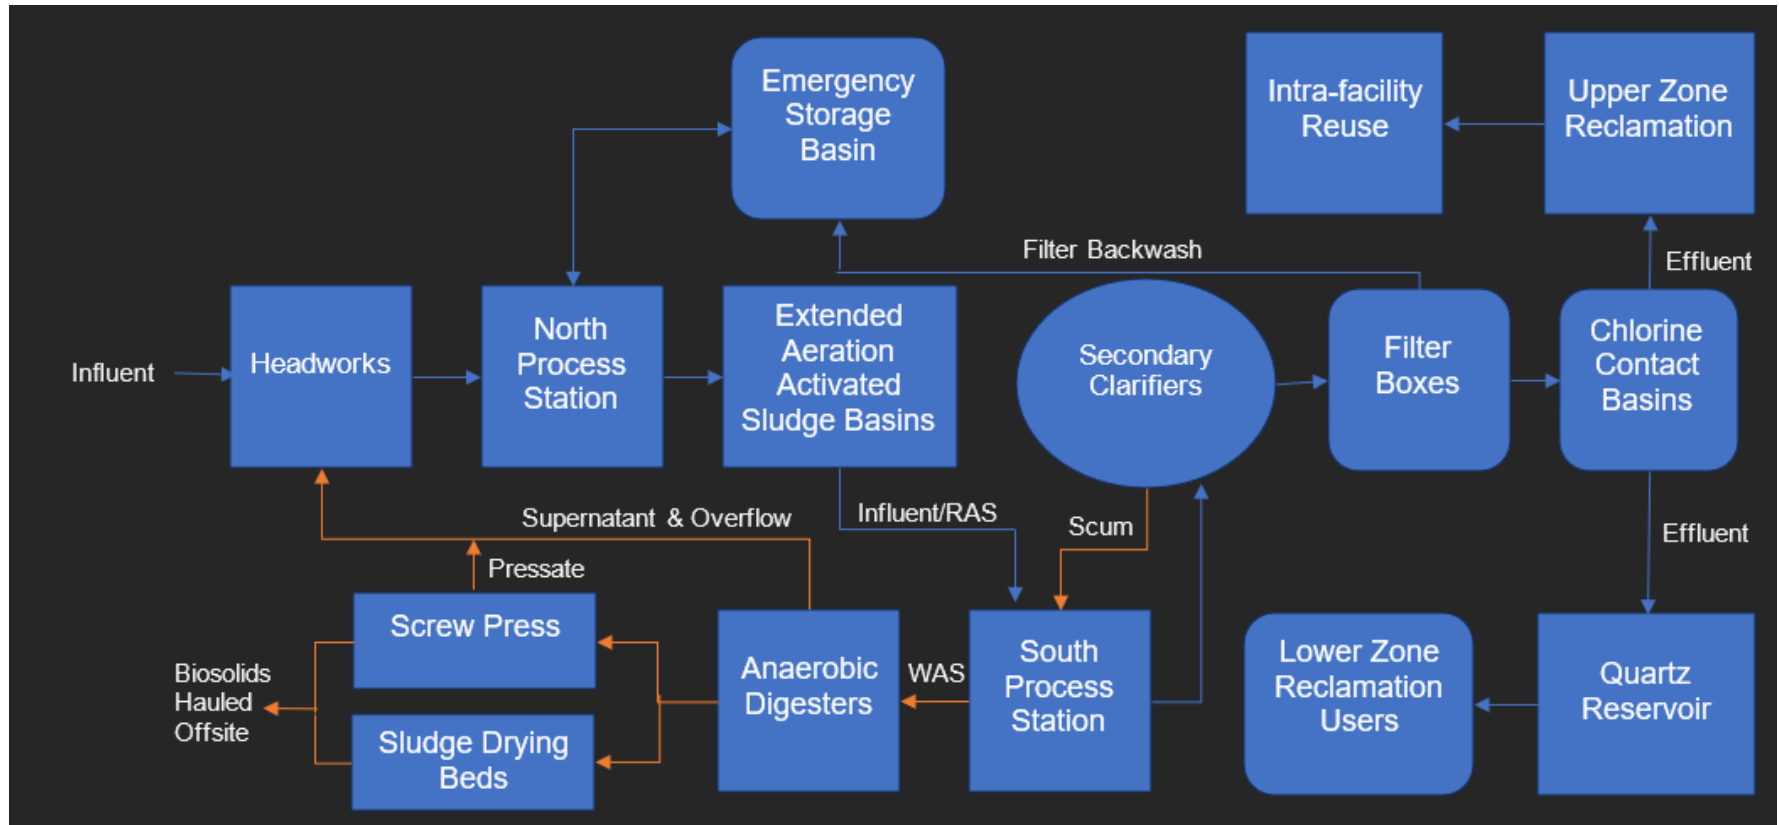 Emergency
Storage
Basin
Intra-facility
Reuse
Upper Zone
Reclamation
Filter Backwash
Effluent
Influent
Headworks
North
Process
Station
Extended
Aeration
Activated
Sludge Basins
Secondary
Clarifiers
Filter
Boxes
Chlorine
Contact
Basins
Supernatant & Overflow
Influent/RAS
Scum
Effluent
Pressate
Screw Press
Biosolids
Hauled
Offsite
Sludge Drying
Beds
Anaerobic
Digesters
WAS
South
Process
Station
Lower Zone
Reclamation
Users
Quartz
Reservoir